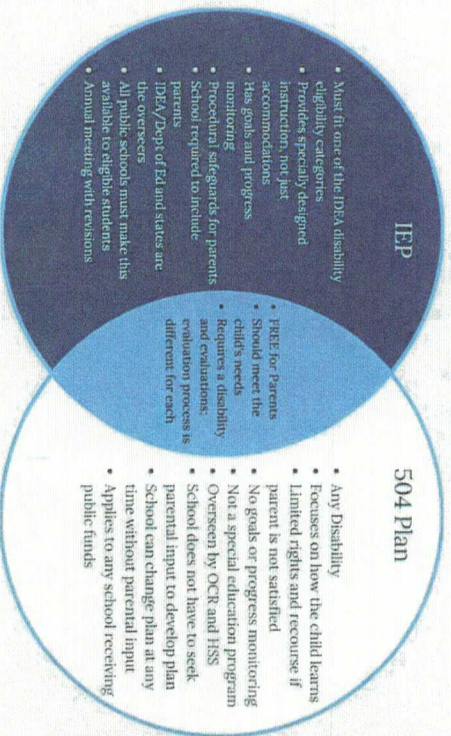 IEP
• Must fit one of the IDEA disability
eligibility categories
• Provides specially designed
instruction, not just
accommodations
• Has goals and progress
monitoring
• Procedural safeguards for parents
• School required to include
parents
• IDEA/Dept of Ed and states are
the overseers
• All public schools must make this
available to eligible students
• Annual meeting with revisions
• FREE for Parents
• Should meet the
child's needs
• Requires a disability
and evaluations;
evaluation process is
different for each
504 Plan
• Any Disability
• Focuses on how the child learns
• Limited rights and recourse if
parent is not satisfied
• No goals or progress monitoring
• Not a special education program
• Overseen by OCR and HSS
• School does not have to seek
parental input to develop plan
• School can change plan at any
time without parental input
• Applies to any school receiving
public funds